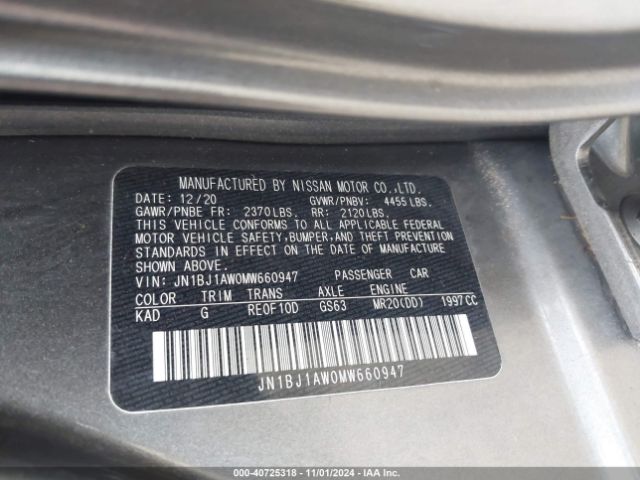 MANUFACTURED BY NISSAN MOTOR CO.,LTD.
DATE: 12/20 GVWR/PNBV: 4455 LBS.
GAWR/PNBE FR: 2370 LBS. RR: 2120 LBS.
THIS VEHICLE CONFORMS TO ALL APPLICABLE FEDERAL
MOTOR VEHICLE SAFETY, BUMPER, AND THEFT PREVENTION
STANDARDS IN EFFECT ON THE DATE OF MANUFACTURE
SHOWN ABOVE.
VIN: JN1BJ1AW0MW660947 PASSENGER CAR
COLOR TRIM TRANS AXLE ENGINE
KAD G RE0F10D GS63 MR20(DD) 1997CC
JN1BJ1AW0MW660947
000-40725318 - 11/01/2024 - IAA, Inc.